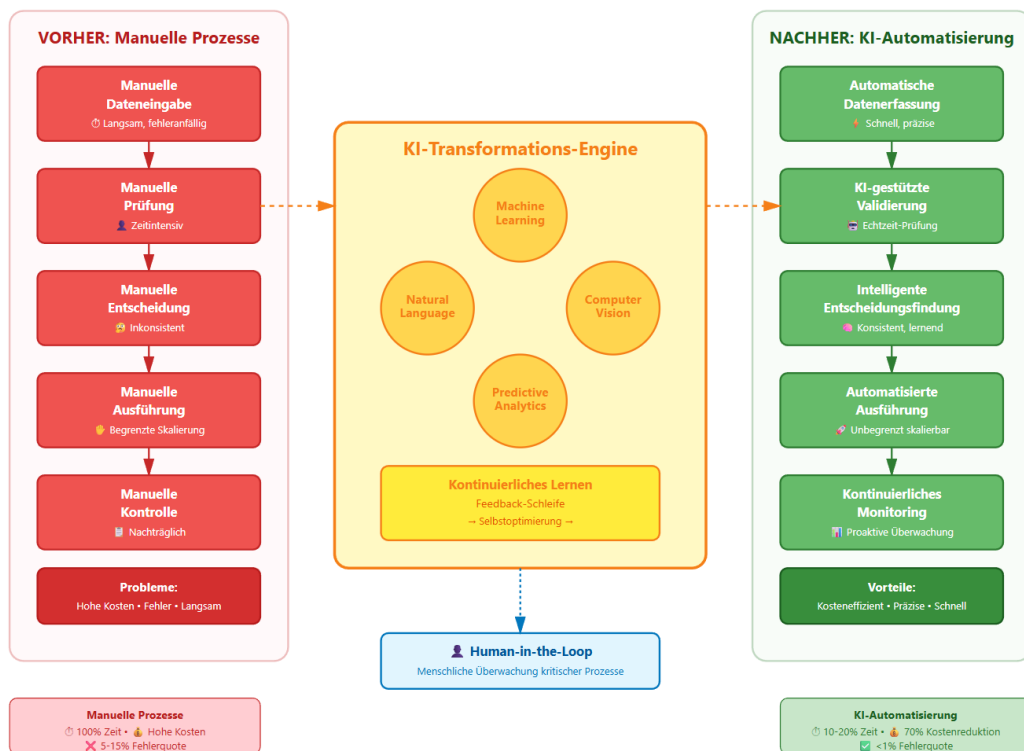 VORHER: Manuelle Prozesse
Manuelle
Dateneingabe
⏱ Langsam, fehleranfällig
Manuelle
Prüfung
👤 Zeitintensiv
Manuelle
Entscheidung
🤔 Inkonsistent
Manuelle
Ausführung
✋ Begrenzte Skalierung
Manuelle
Kontrolle
📋 Nachträglich
Probleme:
Hohe Kosten • Fehler • Langsam
KI-Transformations-Engine
Machine
Learning
Natural
Language
Computer
Vision
Predictive
Analytics
Kontinuierliches Lernen
Feedback-Schleife
→ Selbstoptimierung →
👤 Human-in-the-Loop
Menschliche Überwachung kritischer Prozesse
NACHHER: KI-Automatisierung
Automatische
Datenerfassung
⚡ Schnell, präzise
KI-gestützte
Validierung
🤖 Echtzeit-Prüfung
Intelligente
Entscheidungsfindung
🧠 Konsistent, lernend
Automatisierte
Ausführung
🚀 Unbegrenzt skalierbar
Kontinuierliches
Monitoring
📊 Proaktive Überwachung
Vorteile:
Kosteneffizient • Präzise • Schnell
Manuelle Prozesse
⏱ 100% Zeit • 💰 Hohe Kosten
❌ 5-15% Fehlerquote
KI-Automatisierung
⏱ 10-20% Zeit • 💰 70% Kostenreduktion
✅ <1% Fehlerquote